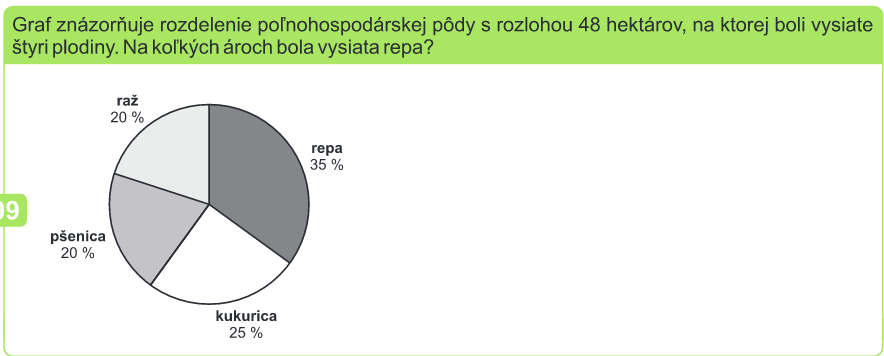 Graf znázorňuje rozdelenie poľnohospodárskej pôdy s rozlohou 48 hektárov, na ktorej boli vysiate
štyri plodiny. Na koľkých ároch bola vysiata repa?
raž
20 %
repa
35 %
09
pšenica
20 %
kukurica
25 %